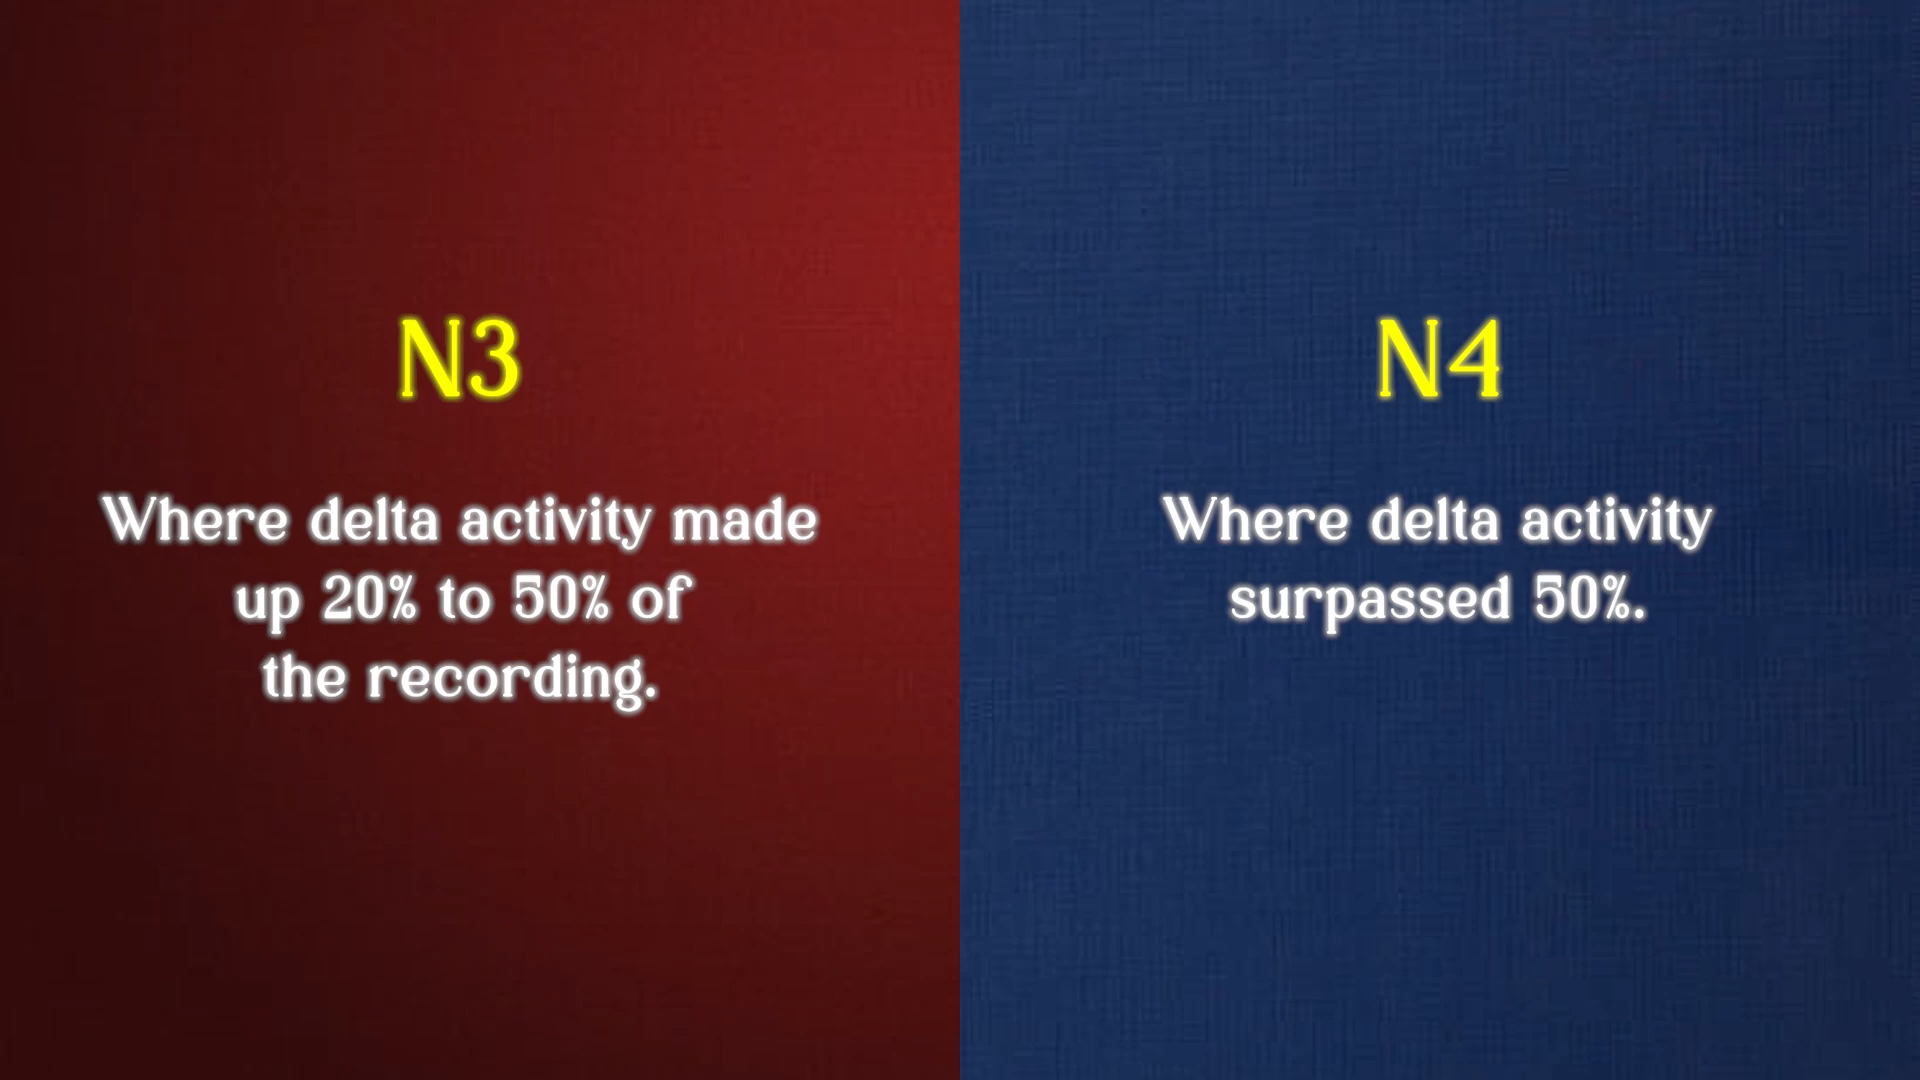 N3
Where delta activity made
up 20% to 50% of
the recording.
N4
Where delta activity
surpassed 50%.